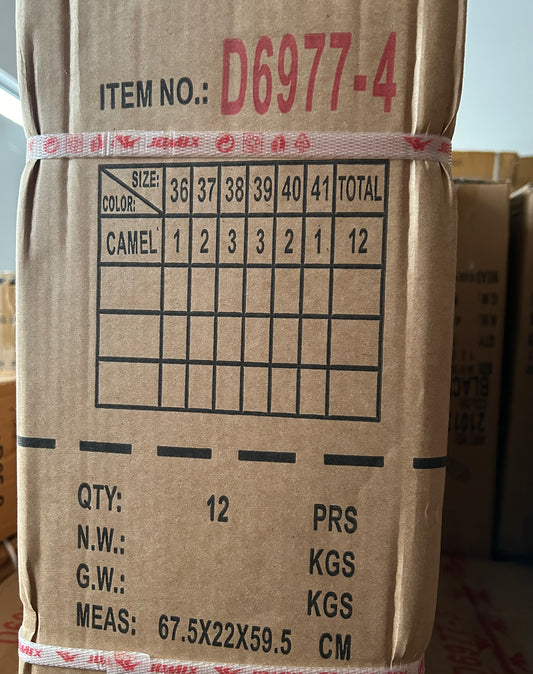 ITEM NO.: D6977-4
SIZE: 36 37 38 39 40 41 TOTAL
COLOR:
CAMEL 1 2 3 3 2 1 12
QTY: 12 PRS
N.W.: KGS
G.W.: KGS
MEAS: 67.5X22X59.5 CM